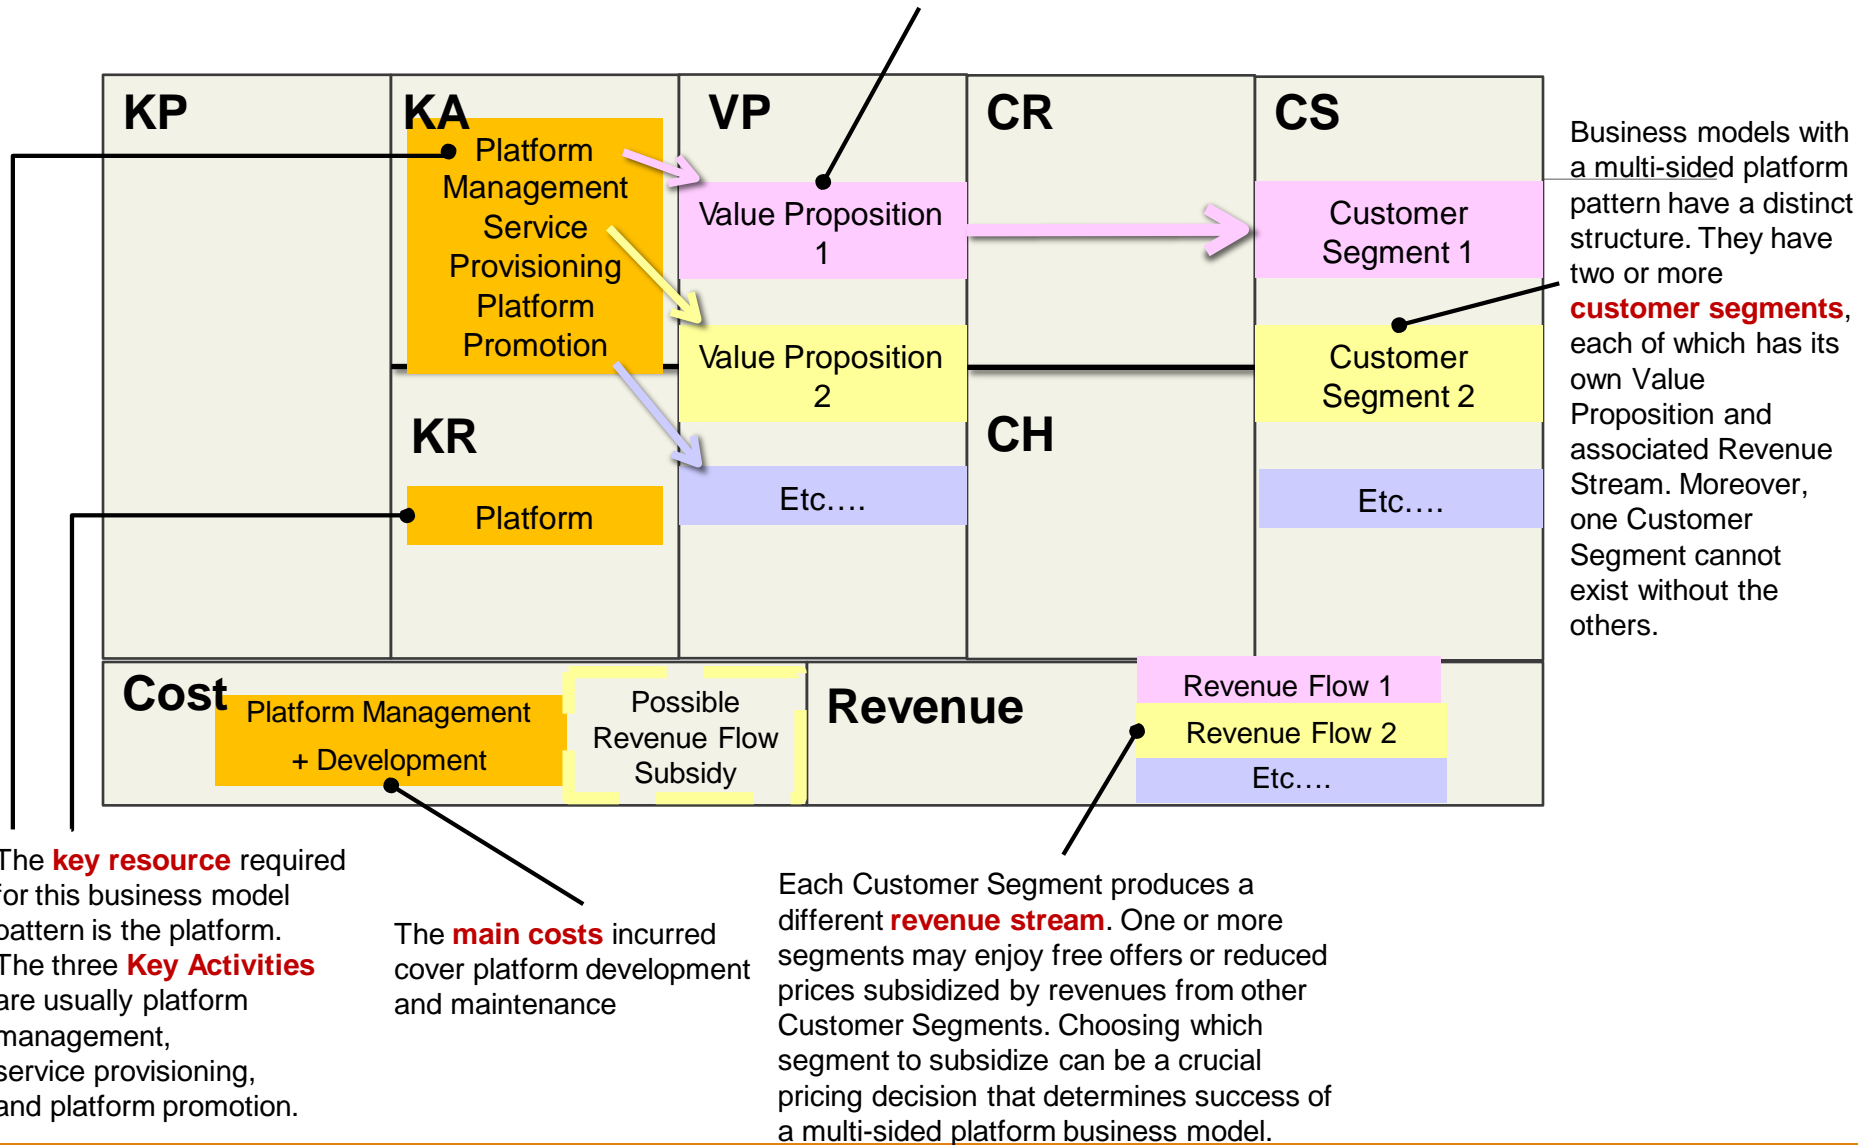 KP
KA
Platform
Management
Service
Provisioning
Platform
Promotion
KR
Platform
VP
Value Proposition
1
Value Proposition
2
Etc....
CR
CH
CS
Customer
Segment 1
Customer
Segment 2
Etc....
Cost
Platform Management
+ Development
Possible
Revenue Flow
Subsidy
Revenue
Revenue Flow 1
Revenue Flow 2
Etc....
Business models with
a multi-sided platform
pattern have a distinct
structure. They have
two or more
customer segments,
each of which has its
own Value
Proposition and
associated Revenue
Stream. Moreover,
one Customer
Segment cannot
exist without the
others.
The key resource required
for this business model
pattern is the platform.
The three Key Activities
are usually platform
management,
service provisioning,
and platform promotion.
The main costs incurred
cover platform development
and maintenance
Each Customer Segment produces a
different revenue stream. One or more
segments may enjoy free offers or reduced
prices subsidized by revenues from other
Customer Segments. Choosing which
segment to subsidize can be a crucial
pricing decision that determines success of
a multi-sided platform business model.